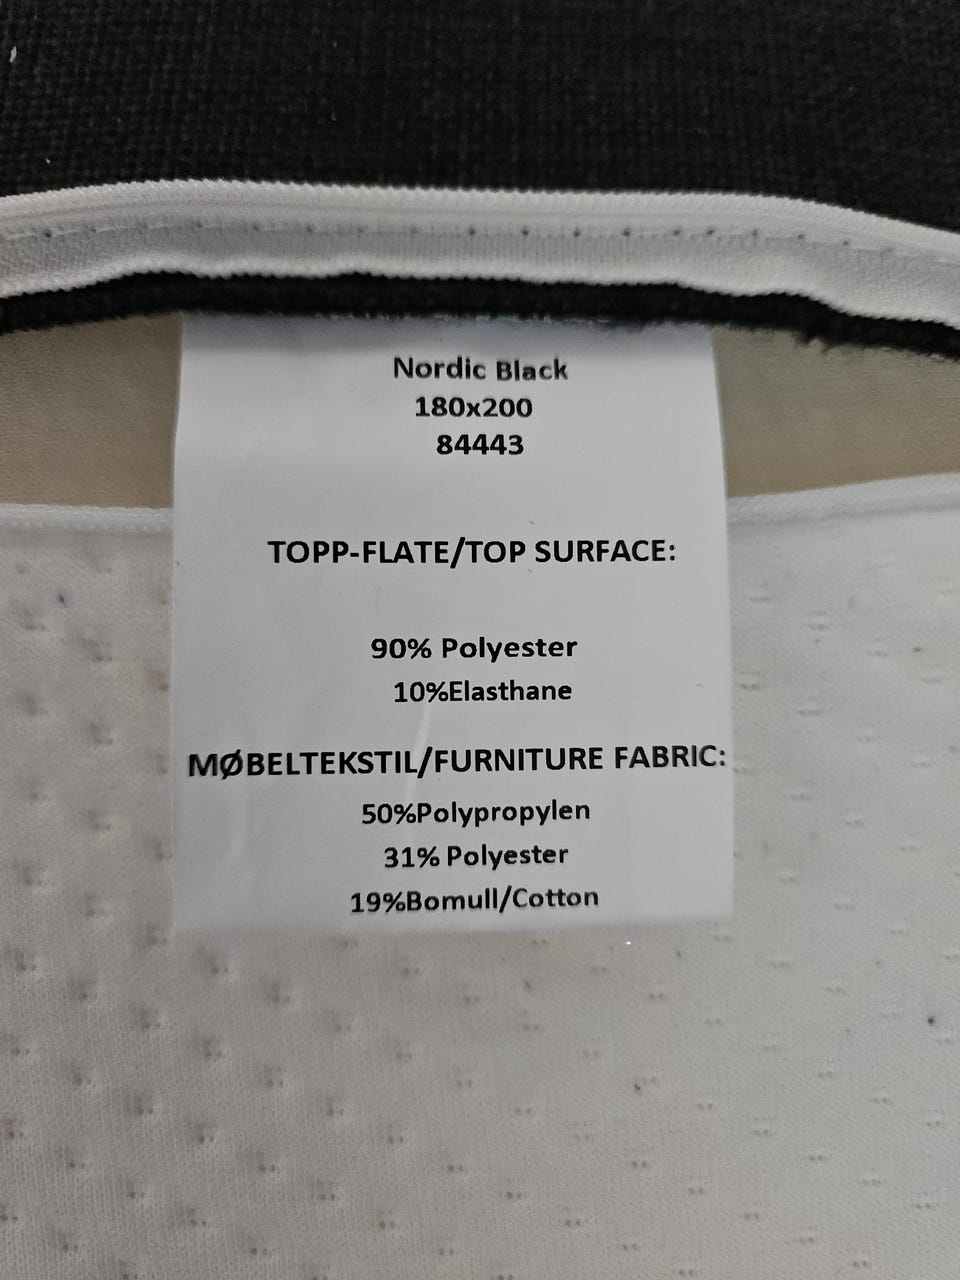 Nordic Black
180x200
84443
TOPP-FLATE/TOP SURFACE:
90% Polyester
10%Elasthane
MØBELTEKSTIL/FURNITURE FABRIC:
50%Polypropylen
31% Polyester
19%Bomull/Cotton